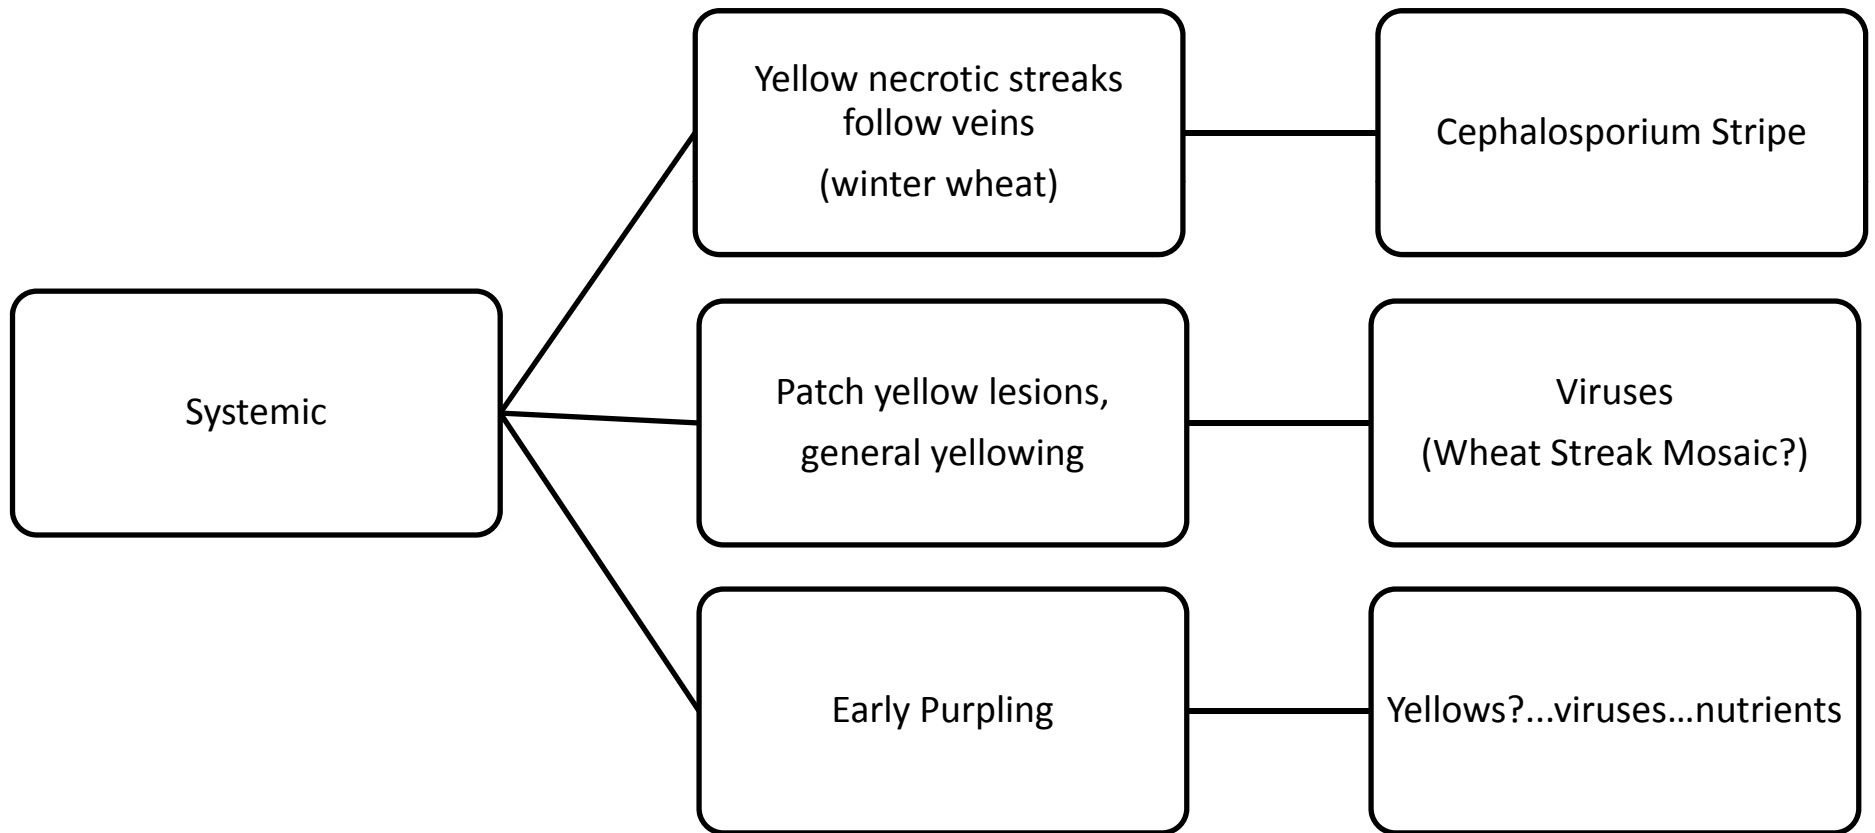 Yellow necrotic streaks
follow veins
(winter wheat)
Cephalosporium Stripe
Systemic
Patch yellow lesions,
general yellowing
Viruses
(Wheat Streak Mosaic?)
Early Purpling
Yellows?...viruses...nutrients